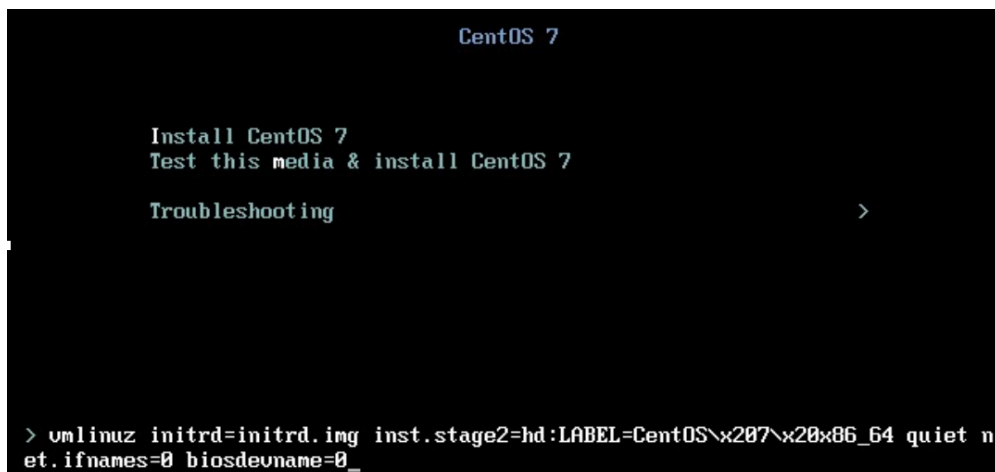 CentOS 7
Install CentOS 7
Test this media & install CentOS 7
Troubleshooting >
> vmlinuz initrd=initrd.img inst.stage2=hd:LABEL=CentOS\x207\x20x86_64 quiet n
et.ifnames=0 biosdevname=0_